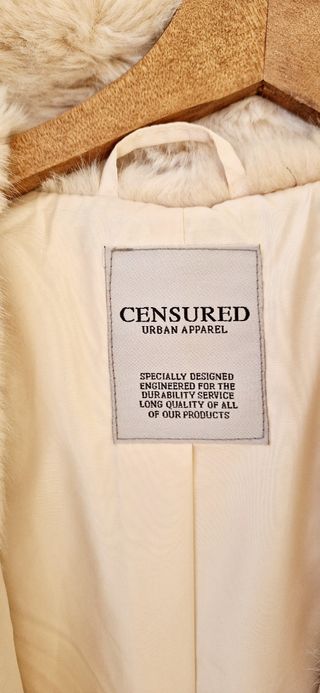 CENSURED
URBAN APPAREL
SPECIALLY DESIGNED
ENGINEERED FOR THE
DURABILITY SERVICE
LONG QUALITY OF ALL
OF OUR PRODUCTS